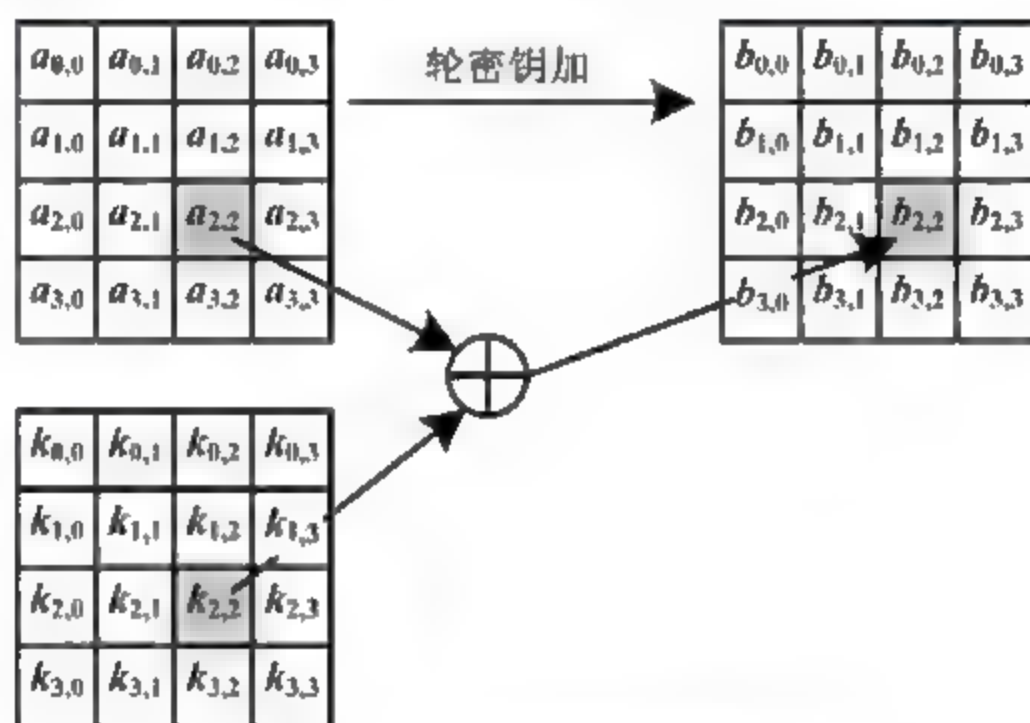 a0,0 a0,1 a0,2 a0,3
a1,0 a1,1 a1,2 a1,3
a2,0 a2,1 a2,2 a2,3
a3,0 a3,1 a3,2 a3,3
轮密钥加
b0,0 b0,1 b0,2 b0,3
b1,0 b1,1 b1,2 b1,3
b2,0 b2,1 b2,2 b2,3
b3,0 b3,1 b3,2 b3,3
k0,0 k0,1 k0,2 k0,3
k1,0 k1,1 k1,2 k1,3
k2,0 k2,1 k2,2 k2,3
k3,0 k3,1 k3,2 k3,3